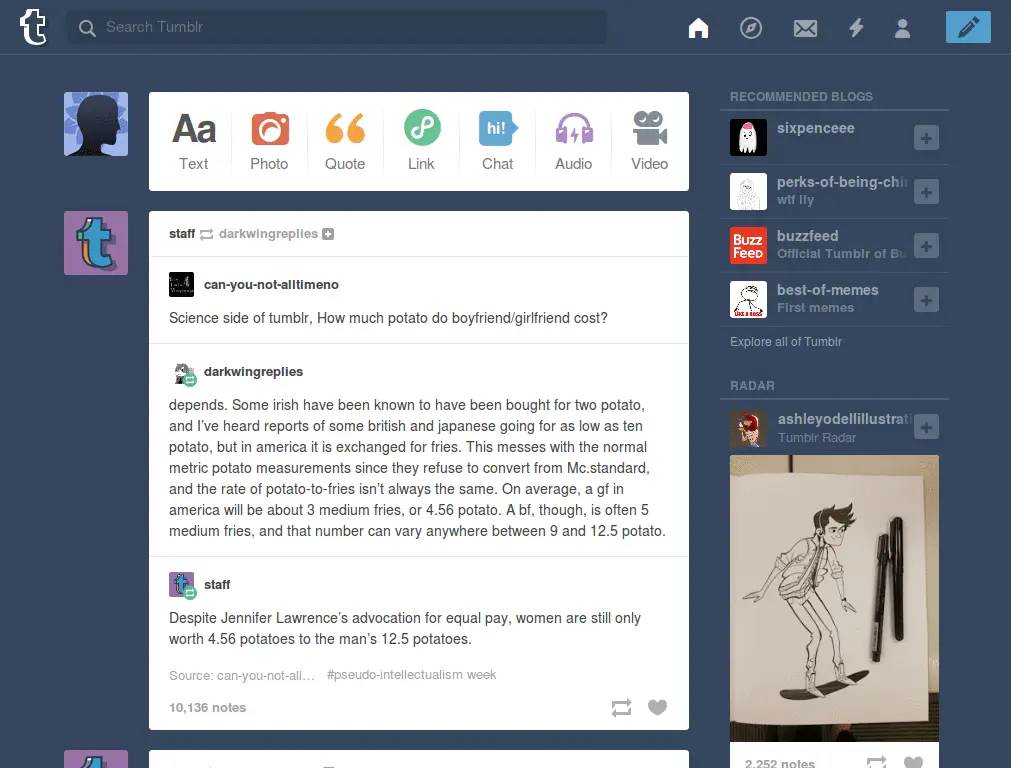 t
Search Tumblr
Aa
hi!
Text
Photo
Quote
Link
Chat
Audio
Video
staff darkwingreplies
can-you-not-alltimeno
Science side of tumblr, How much potato do boyfriend/girlfriend cost?
darkwingreplies
depends. Some irish have been known to have been bought for two potato,
and I've heard reports of some british and japanese going for as low as ten
potato, but in america it is exchanged for fries. This messes with the normal
metric potato measurements since they refuse to convert from Mc.standard,
and the rate of potato-to-fries isn't always the same. On average, a gf in
america will be about 3 medium fries, or 4.56 potato. A bf, though, is often 5
medium fries, and that number can vary anywhere between 9 and 12.5 potato.
staff
Despite Jennifer Lawrence's advocation for equal pay, women are still only
worth 4.56 potatoes to the man's 12.5 potatoes.
Source: can-you-not-all… #pseudo-intellectualism week
10,136 notes
RECOMMENDED BLOGS
sixpenceee
perks-of-being-chi
wtf lly
Buzz
Feed
buzzfeed
Official Tumblr of Bu
LIKE A BOSS
best-of-memes
First memes
Explore all of Tumblr
RADAR
ashleyodellillustrati
Tumblr Radar
2,252 notes